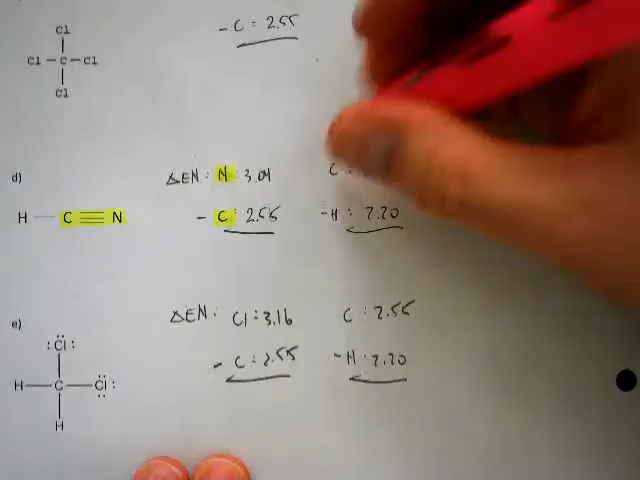 Cl
- C : 2.55
Cl - C - Cl
Cl
d)
ΔEN : N : 3.04
C :
H C ≡ N
- C : 2.55
- H : 2.20
e)
ΔEN : Cl : 3.16
C : 2.55
:Cl:
- C : 2.55
- H : 2.20
H - C - Cl:
H